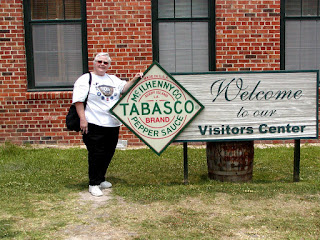 McILHENNY CO.
TABASCO
BRAND
PEPPER SAUCE
Welcome
to our
Visitors Center